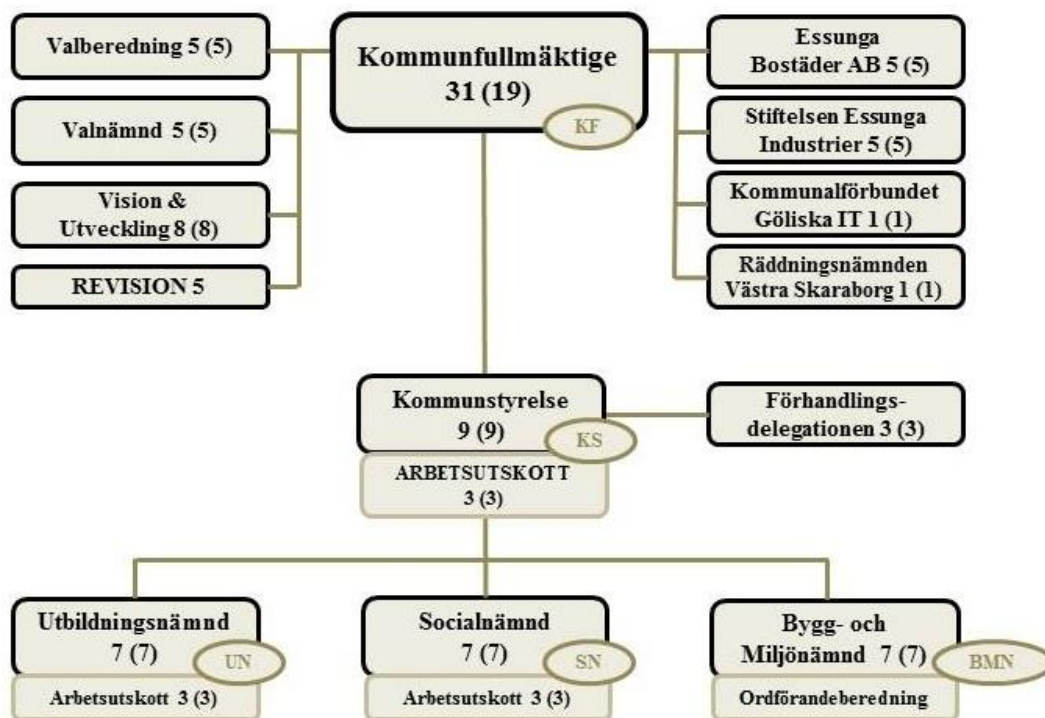 Valberedning 5 (5)
Valnämnd 5 (5)
Vision &
Utveckling 8 (8)
REVISION 5
Kommunfullmäktige
31 (19)
KF
Essunga
Bostäder AB 5 (5)
Stiftelsen Essunga
Industrier 5 (5)
Kommunalförbundet
Göliska IT 1 (1)
Räddningsnämnden
Västra Skaraborg 1 (1)
Kommunstyrelse
9 (9)
KS
ARBETSUTSKOTT
3 (3)
Förhandlings-
delegationen 3 (3)
Utbildningsnämnd
7 (7)
UN
Arbetsutskott 3 (3)
Socialnämnd
7 (7)
SN
Arbetsutskott 3 (3)
Bygg- och
Miljönämnd 7 (7)
BMN
Ordförandeberedning